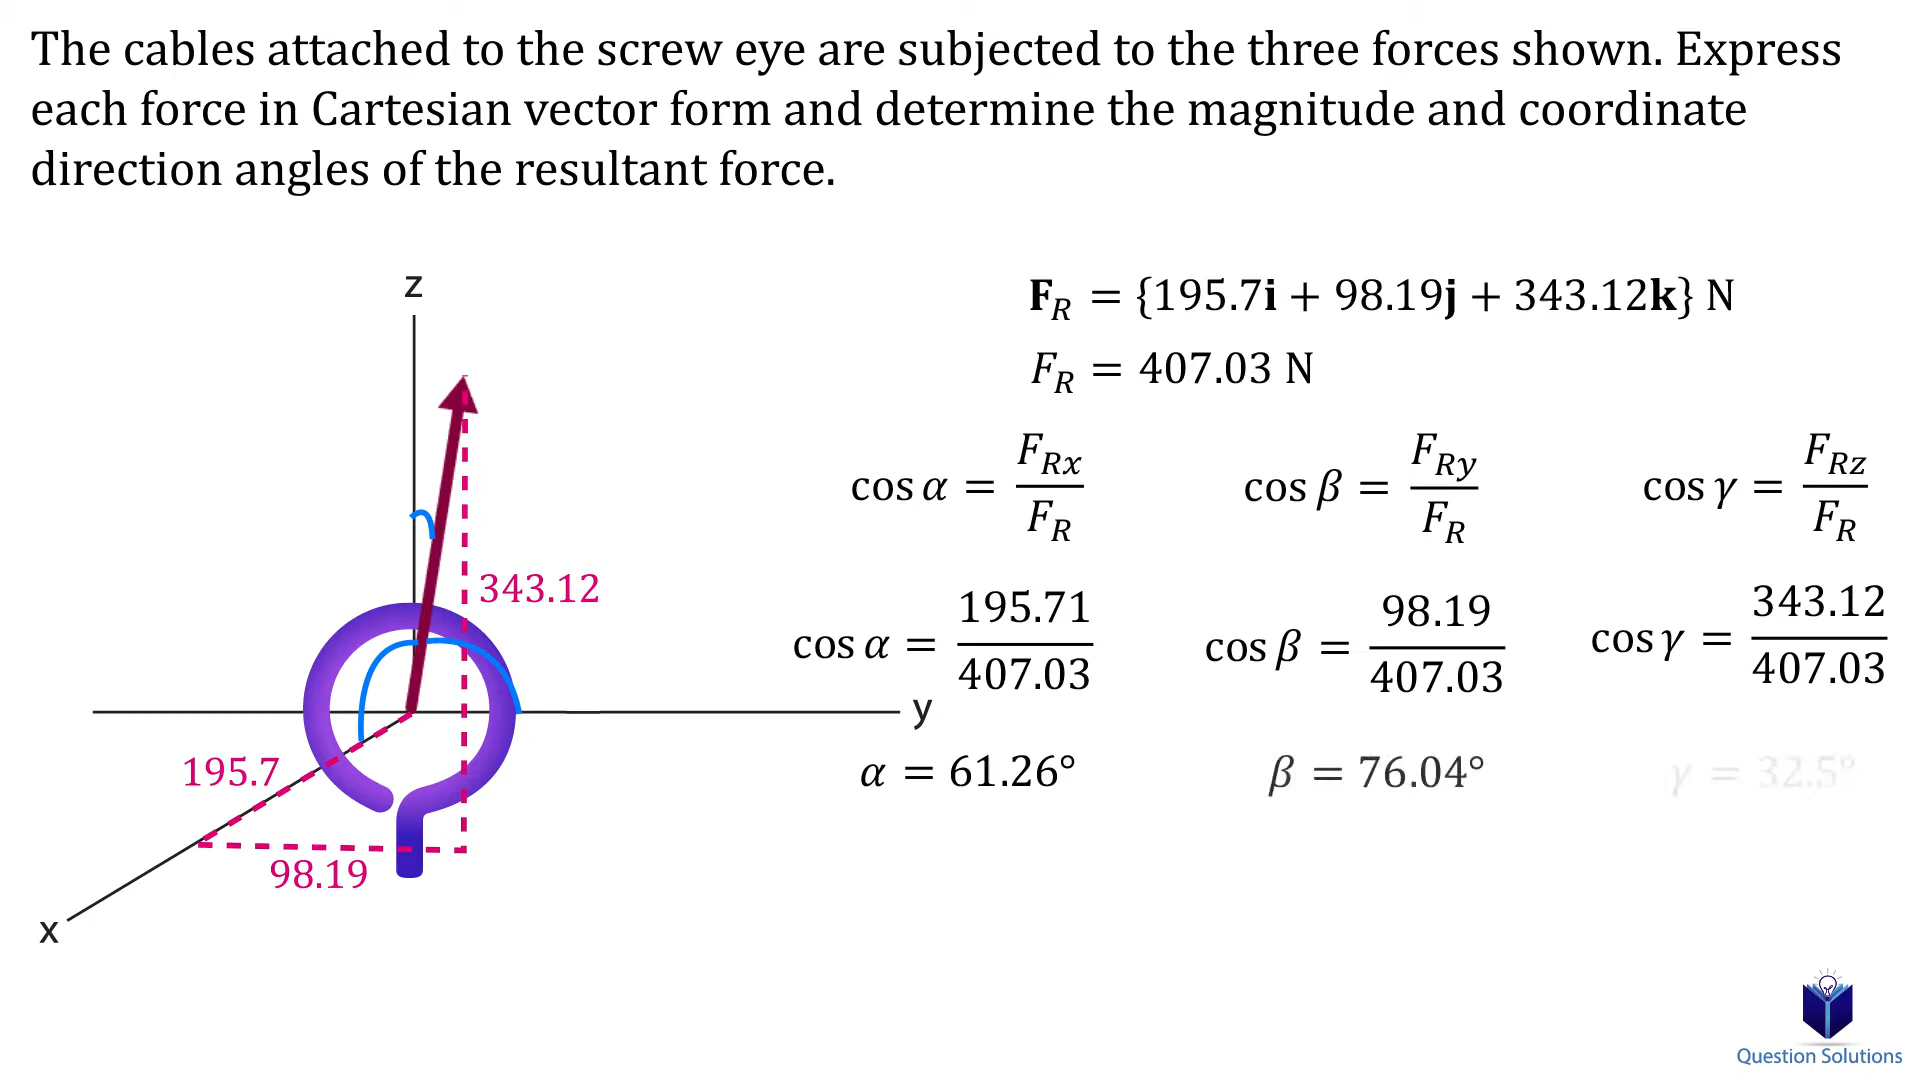 The cables attached to the screw eye are subjected to the three forces shown. Express
each force in Cartesian vector form and determine the magnitude and coordinate
direction angles of the resultant force.
z
343.12
y
195.7
98.19
x
𝐅_R = {195.7𝐢 + 98.19𝐣 + 343.12𝐤} N
F_R = 407.03 N
cos α = F_Rx / F_R
cos β = F_Ry / F_R
cos γ = F_Rz / F_R
cos α = 195.71 / 407.03
cos β = 98.19 / 407.03
cos γ = 343.12 / 407.03
α = 61.26°
β = 76.04°
γ = 32.5°
Question Solutions